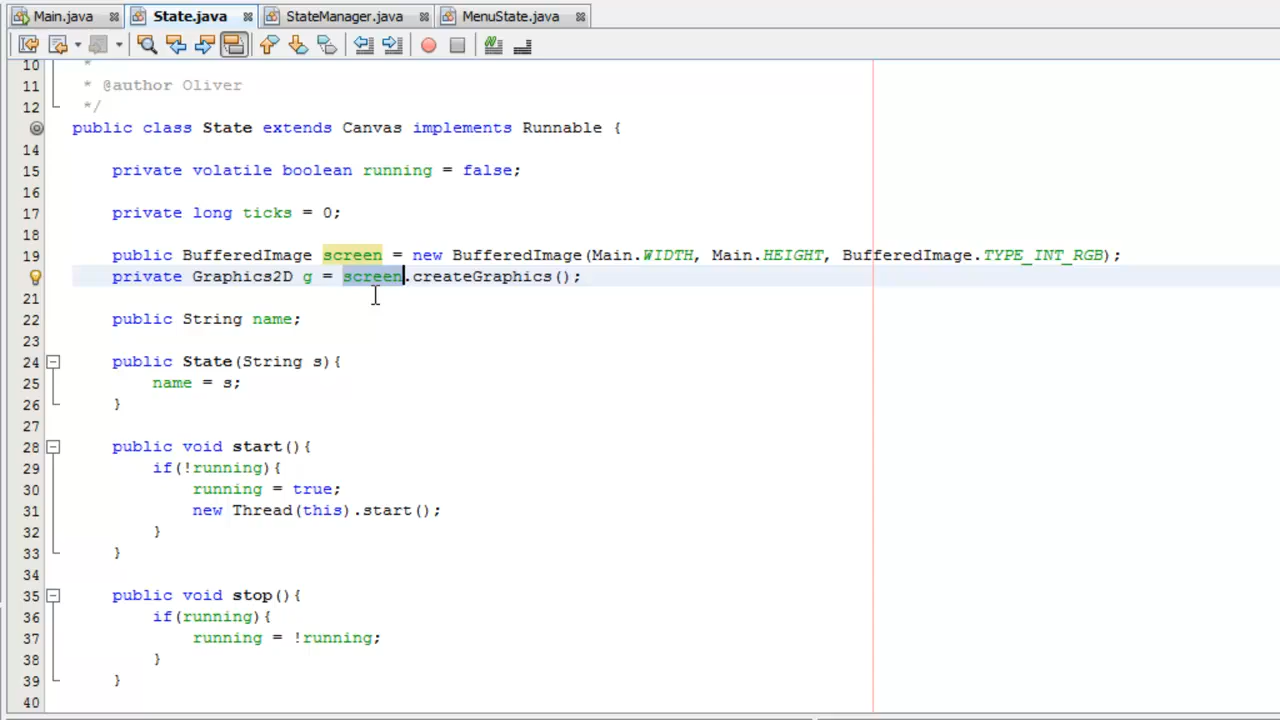 Main.java State.java StateManager.java MenuState.java
10 *
11 * @author Oliver
12 */
public class State extends Canvas implements Runnable {
14
15 private volatile boolean running = false;
16
17 private long ticks = 0;
18
19 public BufferedImage screen = new BufferedImage(Main.WIDTH, Main.HEIGHT, BufferedImage.TYPE_INT_RGB);
private Graphics2D g = screen.createGraphics();
21
22 public String name;
23
24 public State(String s){
25 name = s;
26 }
27
28 public void start(){
29 if(!running){
30 running = true;
31 new Thread(this).start();
32 }
33 }
34
35 public void stop(){
36 if(running){
37 running = !running;
38 }
39 }
40